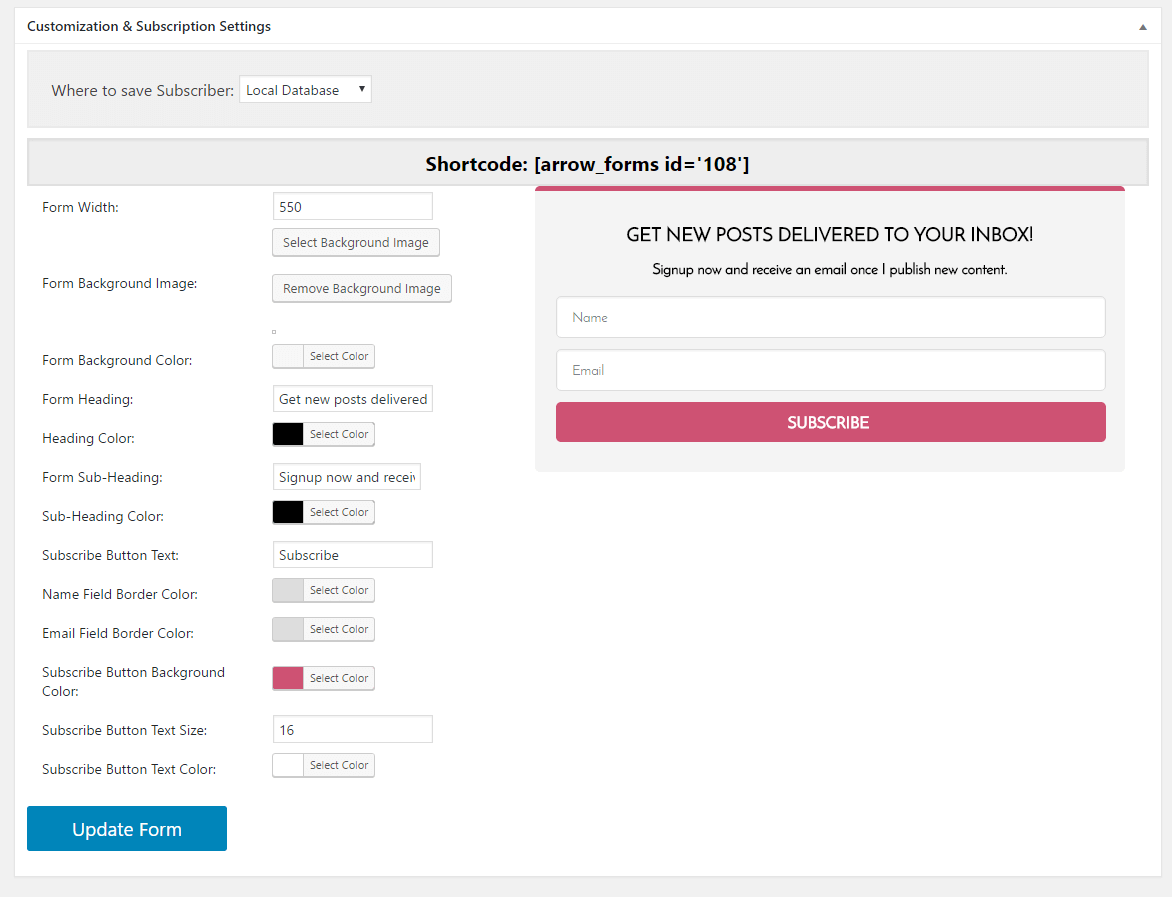 Customization & Subscription Settings
Where to save Subscriber: Local Database
Shortcode: [arrow_forms id='108']
Form Width: 550
Select Background Image
Form Background Image:
Remove Background Image
Form Background Color: Select Color
Form Heading: Get new posts delivered
Heading Color: Select Color
Form Sub-Heading: Signup now and receiv
Sub-Heading Color: Select Color
Subscribe Button Text: Subscribe
Name Field Border Color: Select Color
Email Field Border Color: Select Color
Subscribe Button Background
Color: Select Color
Subscribe Button Text Size: 16
Subscribe Button Text Color: Select Color
Update Form
GET NEW POSTS DELIVERED TO YOUR INBOX!
Signup now and receive an email once I publish new content.
Name
Email
SUBSCRIBE